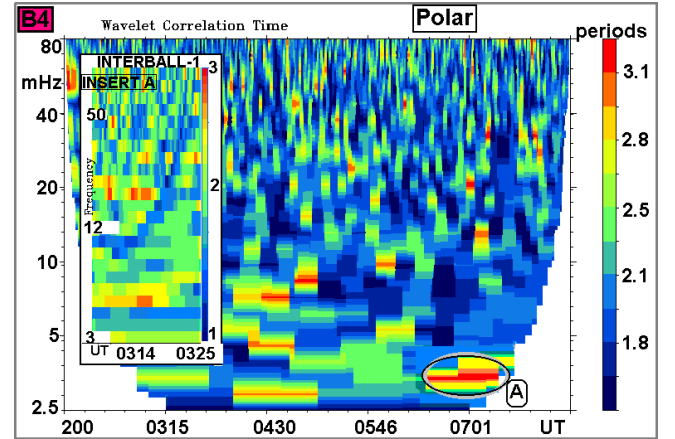 B4
Wavelet Correlation Time
Polar
periods
80
mHz
40
20
10
5
2.5
INTERBALL-1
INSERT A
50
Frequency
12
3
UT 0314 0325
3
2
1
3.1
2.8
2.5
2.1
1.8
A
200 0315 0430 0546 0701 UT